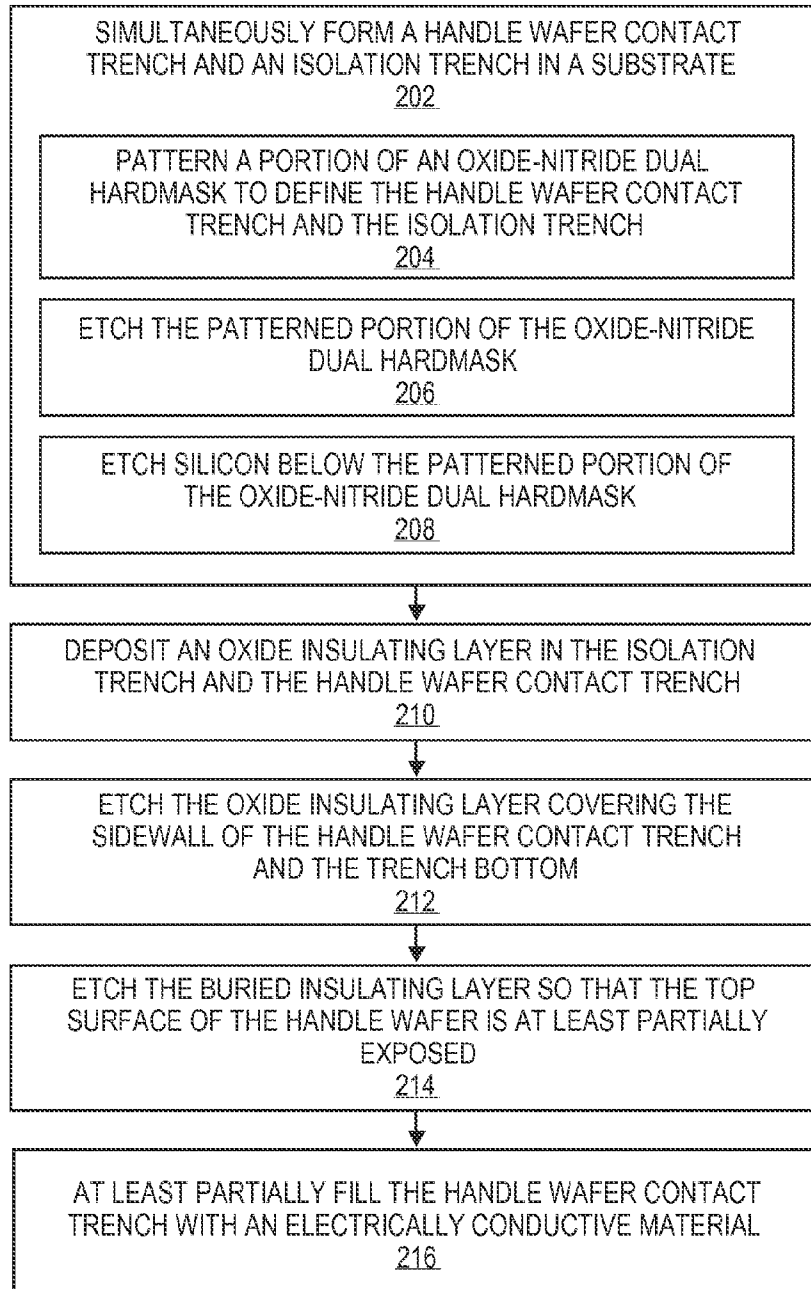 SIMULTANEOUSLY FORM A HANDLE WAFER CONTACT
TRENCH AND AN ISOLATION TRENCH IN A SUBSTRATE
202
PATTERN A PORTION OF AN OXIDE-NITRIDE DUAL
HARDMASK TO DEFINE THE HANDLE WAFER CONTACT
TRENCH AND THE ISOLATION TRENCH
204
ETCH THE PATTERNED PORTION OF THE OXIDE-NITRIDE
DUAL HARDMASK
206
ETCH SILICON BELOW THE PATTERNED PORTION OF
THE OXIDE-NITRIDE DUAL HARDMASK
208
DEPOSIT AN OXIDE INSULATING LAYER IN THE ISOLATION
TRENCH AND THE HANDLE WAFER CONTACT TRENCH
210
ETCH THE OXIDE INSULATING LAYER COVERING THE
SIDEWALL OF THE HANDLE WAFER CONTACT TRENCH
AND THE TRENCH BOTTOM
212
ETCH THE BURIED INSULATING LAYER SO THAT THE TOP
SURFACE OF THE HANDLE WAFER IS AT LEAST PARTIALLY
EXPOSED
214
AT LEAST PARTIALLY FILL THE HANDLE WAFER CONTACT
TRENCH WITH AN ELECTRICALLY CONDUCTIVE MATERIAL
216